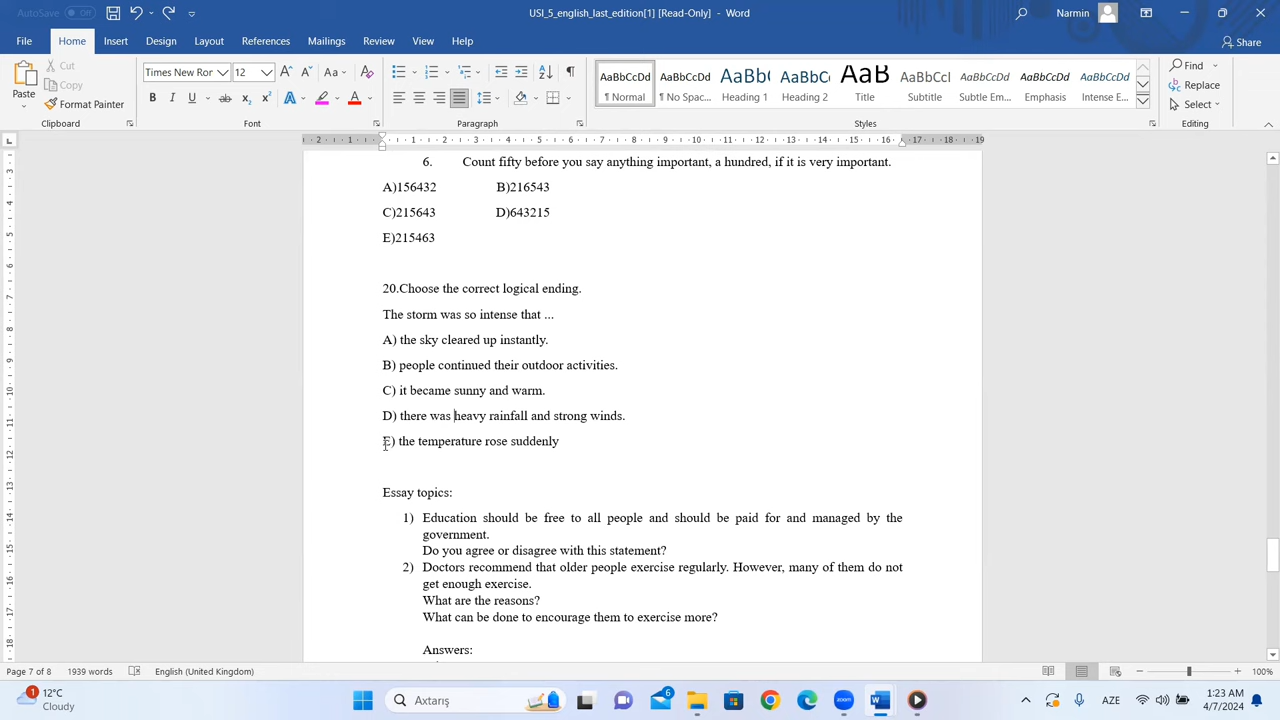 AutoSave
USI_5_english_last_edition[1] [Read-Only] - Word
Narmin
File Home Insert Design Layout References Mailings Review View Help
Share
Paste
Cut
Copy
Format Painter
Clipboard
Times New Ror 12
Font
Paragraph
AaBbCcDd AaBbCcDd AaBbC AaBbCc AaB AaBbCcl AaBbCcDd AaBbCcDd AaBbCcDd
¶ Normal ¶ No Spac... Heading 1 Heading 2 Title Subtitle Subtle Em... Emphasis Intense E...
Styles
Find
Replace
Select
Editing
6. Count fifty before you say anything important, a hundred, if it is very important.
A)156432 B)216543
C)215643 D)643215
E)215463
20.Choose the correct logical ending.
The storm was so intense that ...
A) the sky cleared up instantly.
B) people continued their outdoor activities.
C) it became sunny and warm.
D) there was heavy rainfall and strong winds.
E) the temperature rose suddenly
Essay topics:
1) Education should be free to all people and should be paid for and managed by the
government.
Do you agree or disagree with this statement?
2) Doctors recommend that older people exercise regularly. However, many of them do not
get enough exercise.
What are the reasons?
What can be done to encourage them to exercise more?
Answers:
Page 7 of 8 1939 words English (United Kingdom) 100%
12°C
Cloudy
Axtarış
AZE
1:23 AM
4/7/2024